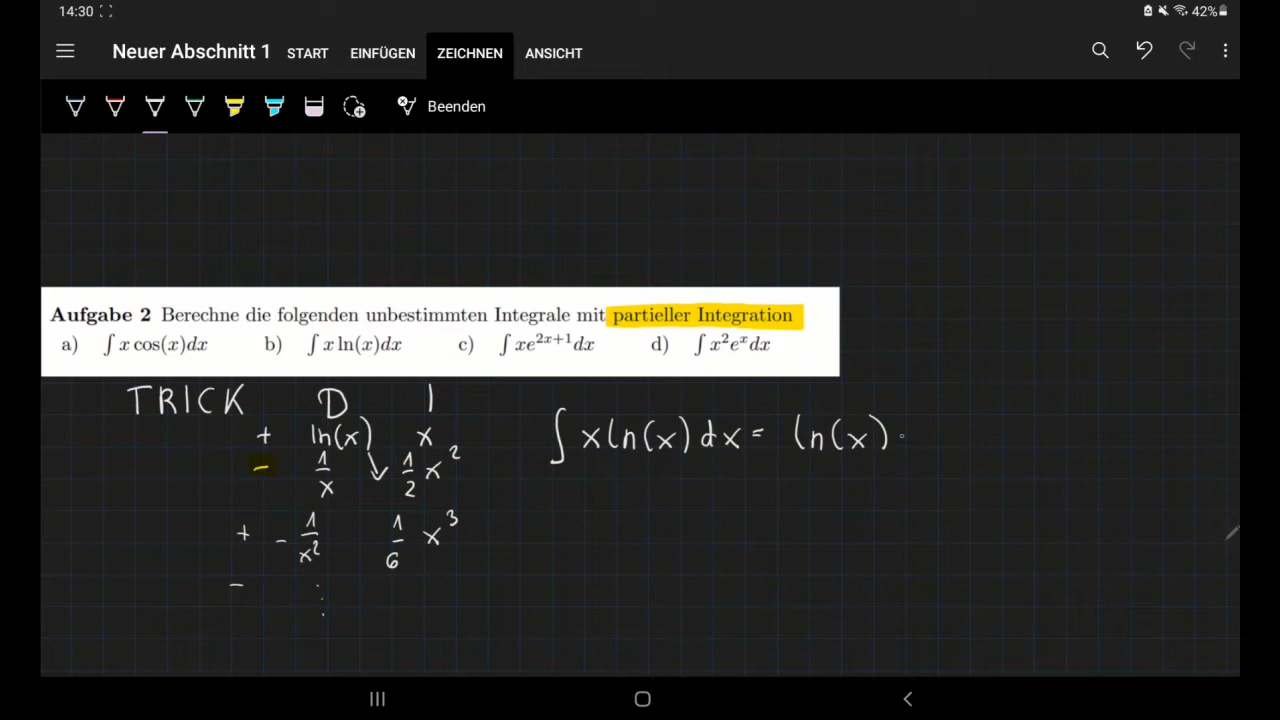 14:30 42%
Neuer Abschnitt 1 START EINFÜGEN ZEICHNEN ANSICHT
Beenden
Aufgabe 2 Berechne die folgenden unbestimmten Integrale mit partieller Integration
a) ∫ x cos(x)dx b) ∫ x ln(x)dx c) ∫ xe^{2x+1}dx d) ∫ x²e^x dx
TRICK D I
+ ln(x) x ∫ x ln(x) dx = ln(x) ·
- 1/x 1/2 x²
+ - 1/x² 1/6 x³
- ⋮